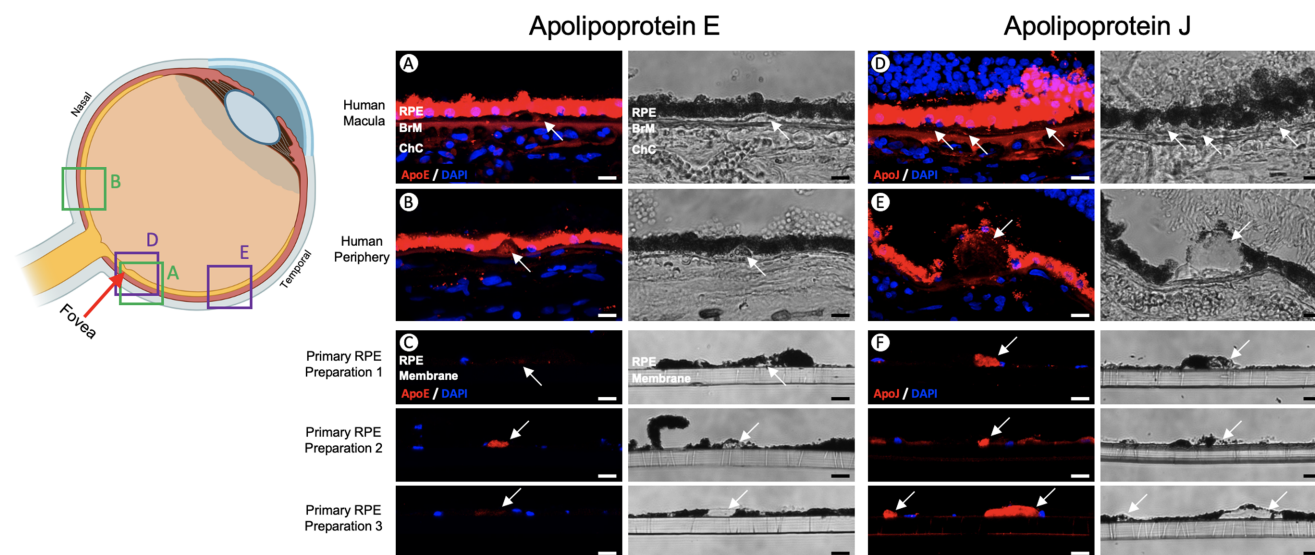 Apolipoprotein E
Apolipoprotein J
Nasal
Temporal
B
D
A
E
Fovea
Human
Macula
A
RPE
BrM
ChC
ApoE / DAPI
RPE
BrM
ChC
D
ApoJ / DAPI
Human
Periphery
B
E
Primary RPE
Preparation 1
C
RPE
Membrane
ApoE / DAPI
RPE
Membrane
F
ApoJ / DAPI
Primary RPE
Preparation 2
Primary RPE
Preparation 3